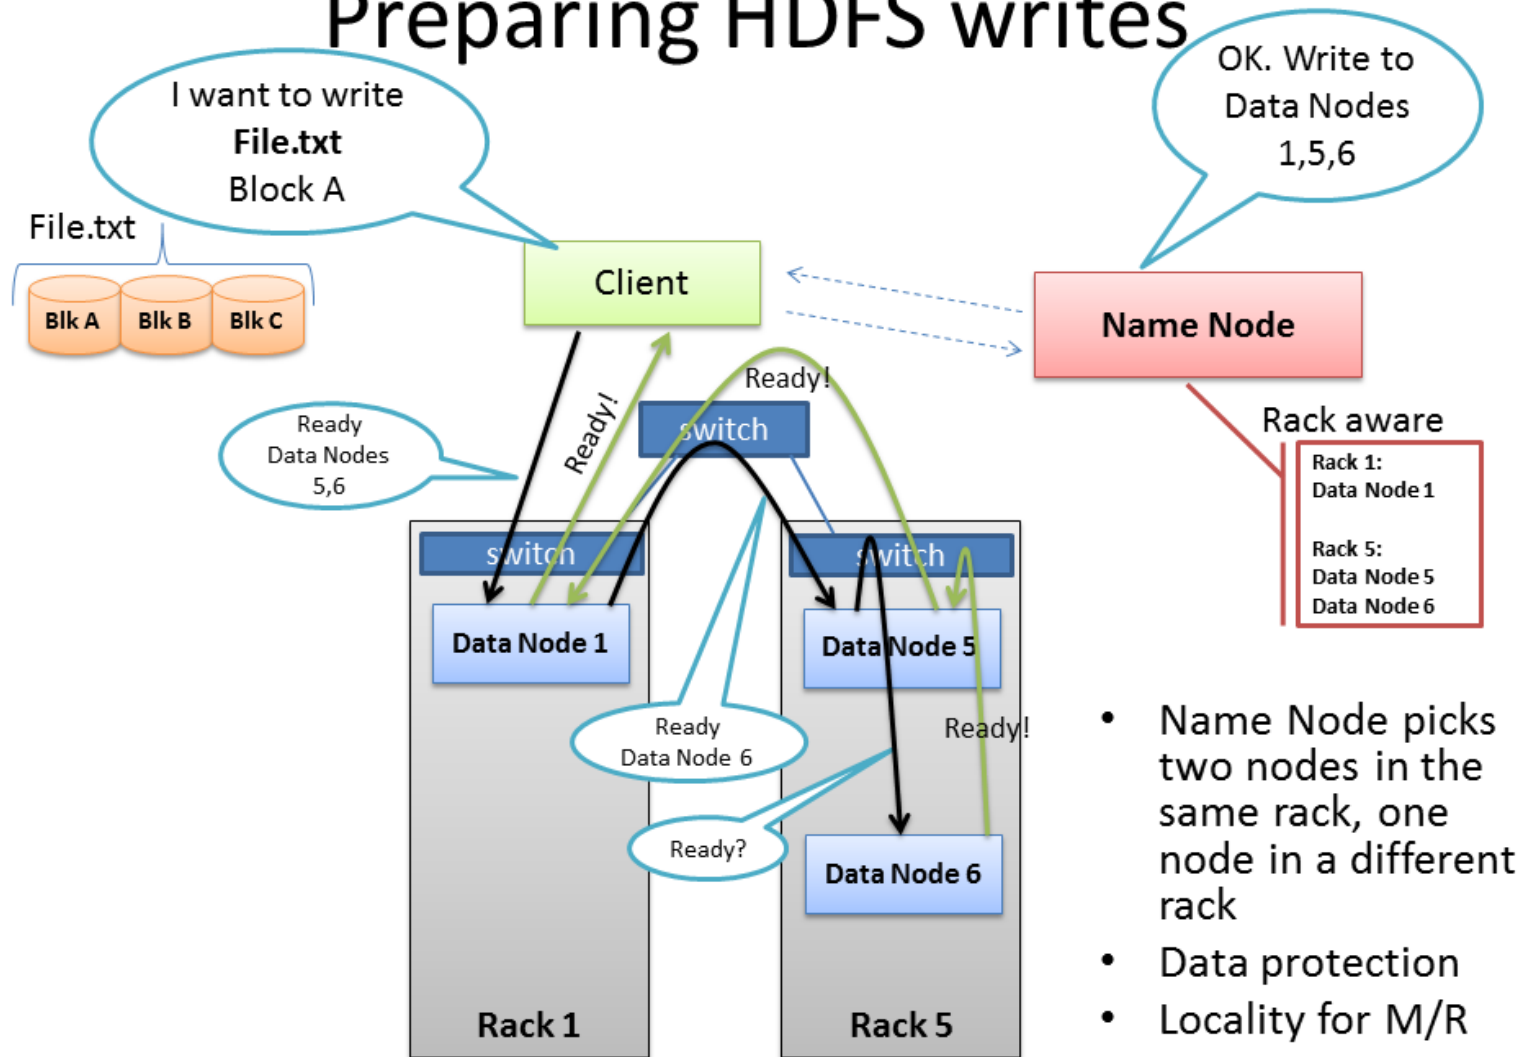 Preparing HDFS writes
I want to write
File.txt
Block A
OK. Write to
Data Nodes
1,5,6
File.txt
Blk A
Blk B
Blk C
Client
Name Node
Ready
Data Nodes
5,6
Ready!
Ready!
switch
Rack aware
Rack 1:
Data Node 1
Rack 5:
Data Node 5
Data Node 6
switch
switch
Data Node 1
Data Node 5
Ready
Data Node 6
Ready!
Ready?
Data Node 6
Rack 1
Rack 5
• Name Node picks
two nodes in the
same rack, one
node in a different
rack
• Data protection
• Locality for M/R